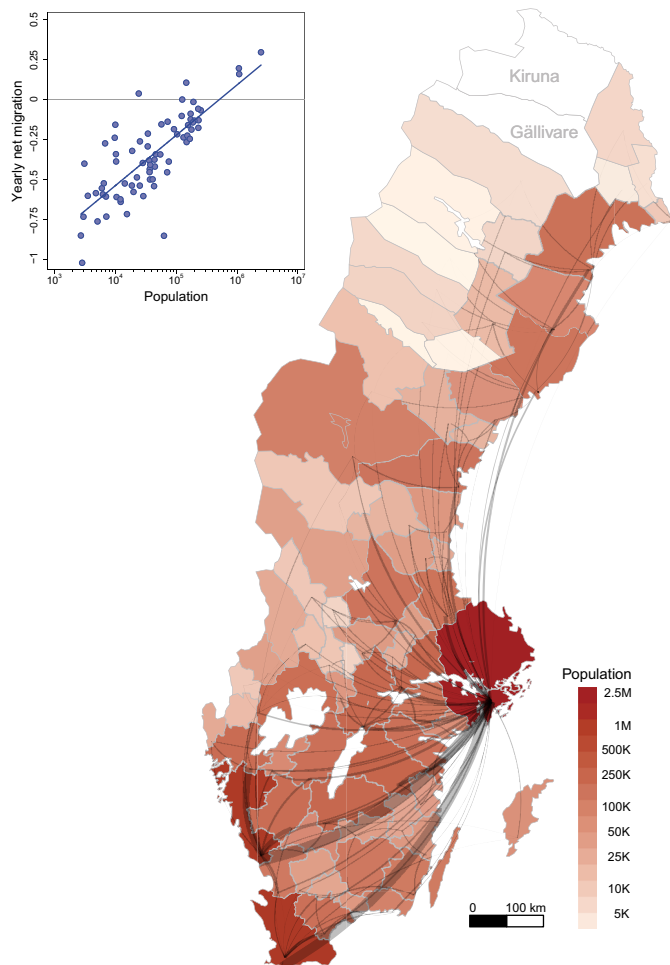 0.5
0.25
0
-0.25
-0.5
-0.75
−1
Yearly net migration
10³
10⁴
10⁵
10⁶
10⁷
Population
Kiruna
Gällivare
Population
2.5M
1M
500K
250K
100K
50K
25K
10K
5K
0 100 km